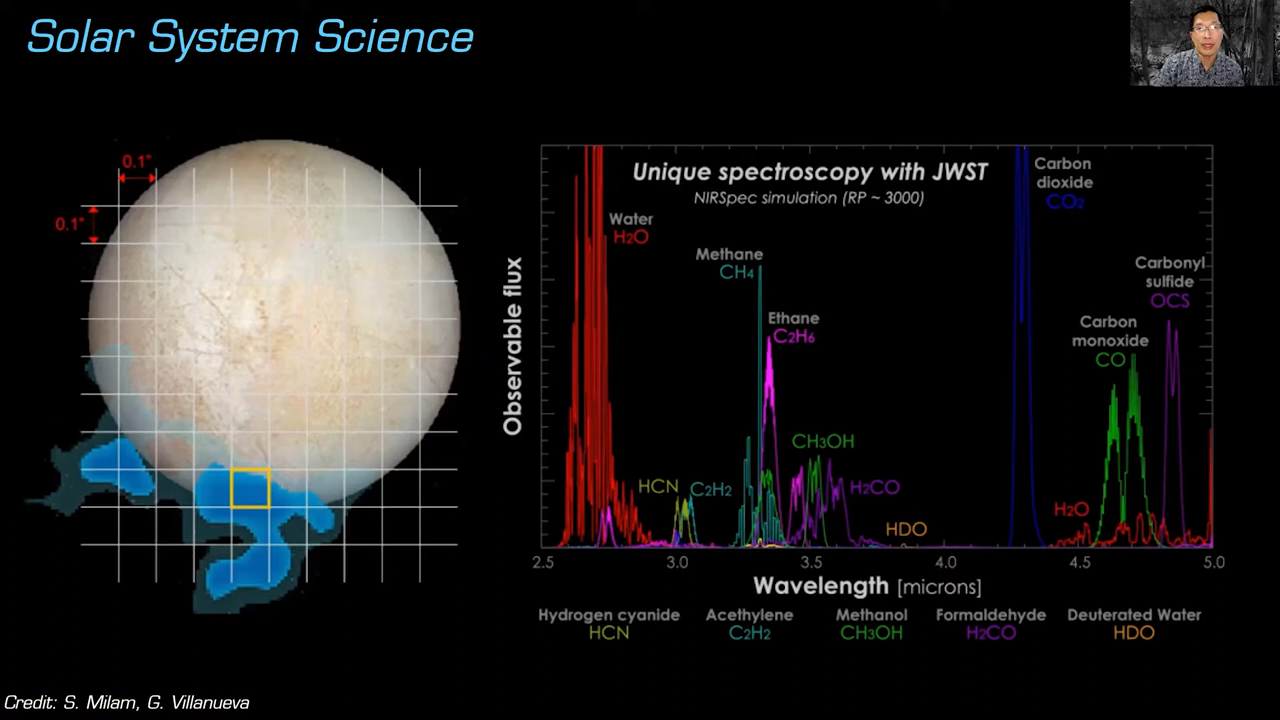 Solar System Science
0.1"
0.1"
Unique spectroscopy with JWST
NIRSpec simulation (RP ~ 3000)
Water
H2O
Methane
CH4
Ethane
C2H6
HCN
C2H2
CH3OH
H2CO
HDO
Carbon
dioxide
CO2
Carbonyl
sulfide
OCS
Carbon
monoxide
CO
H2O
Observable flux
2.5 3.0 3.5 4.0 4.5 5.0
Wavelength [microns]
Hydrogen cyanide
HCN
Acethylene
C2H2
Methanol
CH3OH
Formaldehyde
H2CO
Deuterated Water
HDO
Credit: S. Milam, G. Villanueva